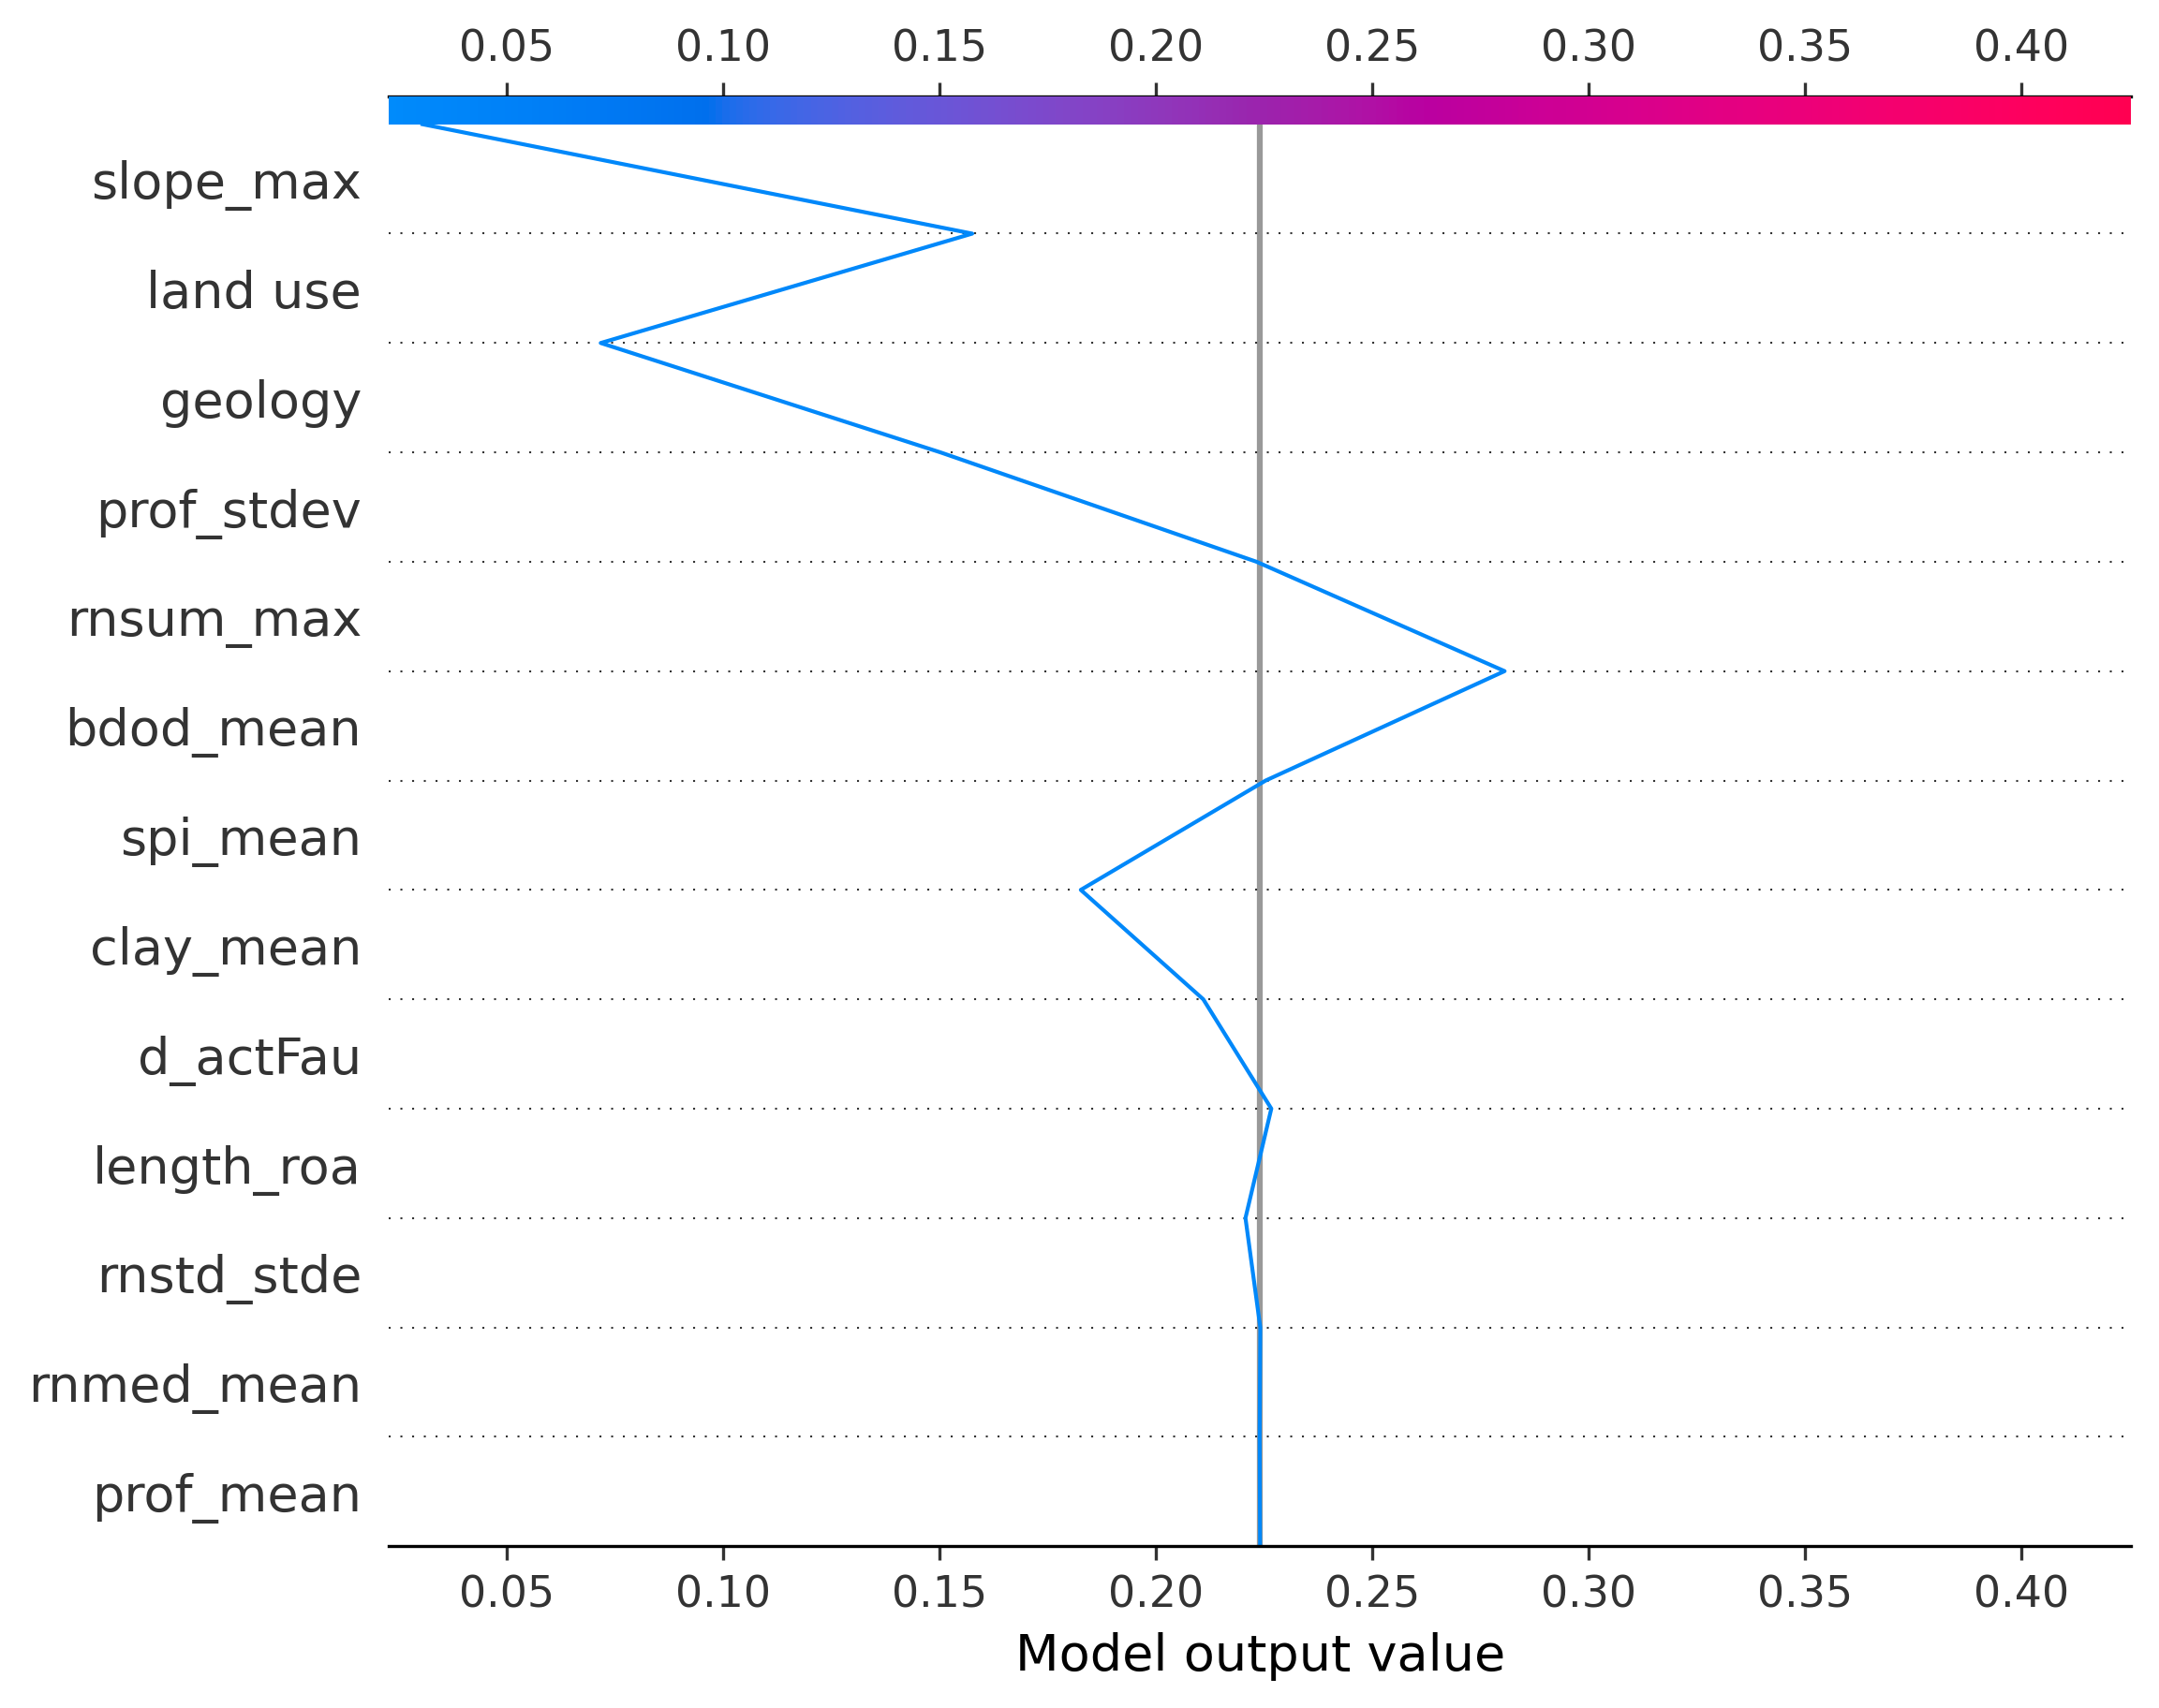 0.05 0.10 0.15 0.20 0.25 0.30 0.35 0.40
slope_max
land use
geology
prof_stdev
rnsum_max
bdod_mean
spi_mean
clay_mean
d_actFau
length_roa
rnstd_stde
rnmed_mean
prof_mean
0.05 0.10 0.15 0.20 0.25 0.30 0.35 0.40
Model output value